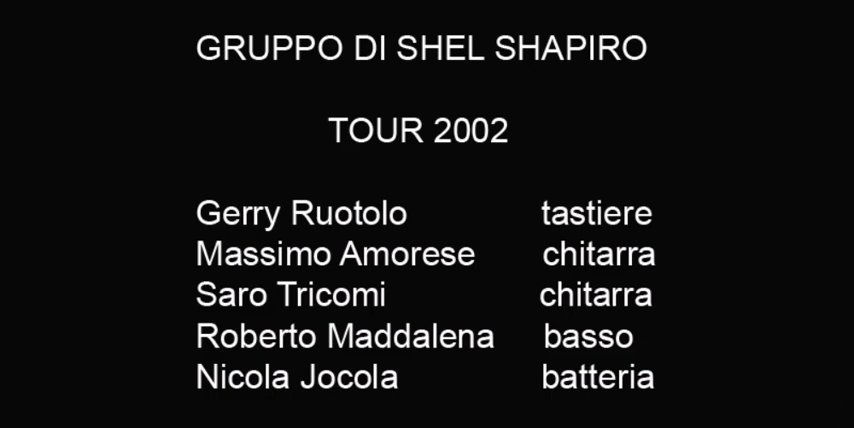 GRUPPO DI SHEL SHAPIRO
TOUR 2002
Gerry Ruotolo tastiere
Massimo Amorese chitarra
Saro Tricomi chitarra
Roberto Maddalena basso
Nicola Jocola batteria